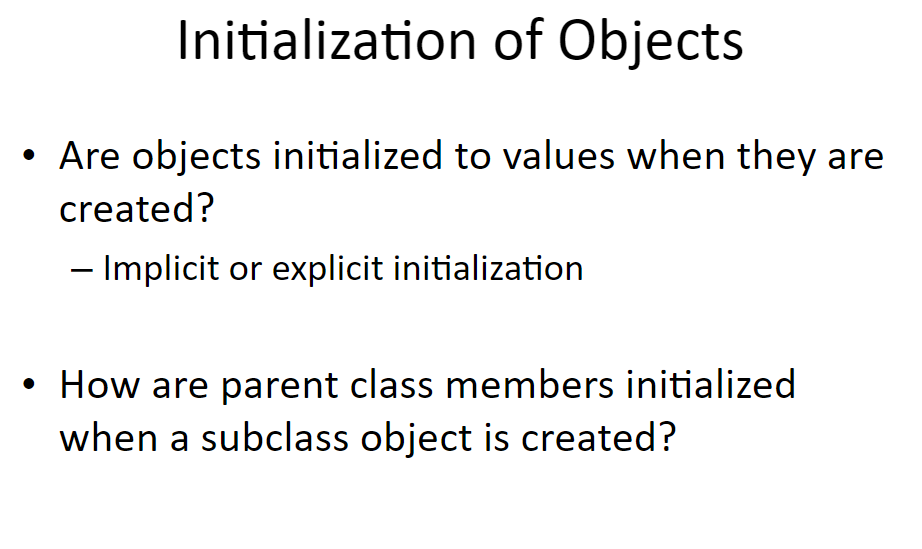 Initialization of Objects
• Are objects initialized to values when they are
created?
– Implicit or explicit initialization
• How are parent class members initialized
when a subclass object is created?